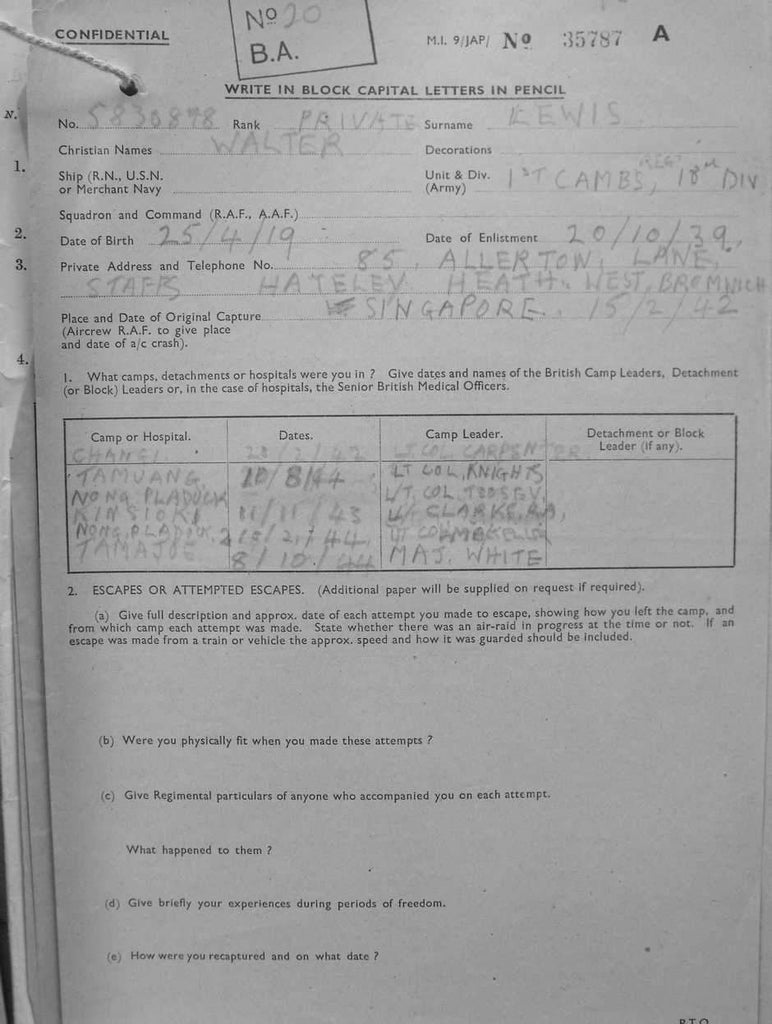 CONFIDENTIAL
Nº 20
B.A.
M.I. 9/JAP/ Nº 35787 A
WRITE IN BLOCK CAPITAL LETTERS IN PENCIL
N.
No. 5830878 Rank PRIVATE Surname LEWIS
Christian Names WALTER Decorations
1.
Ship (R.N., U.S.N. or Merchant Navy
Unit & Div. (Army) 1ST CAMBS, REGT 18TH DIV
Squadron and Command (R.A.F., A.A.F.)
2.
Date of Birth 25/4/19 Date of Enlistment 20/10/39.
3.
Private Address and Telephone No. 85, ALLERTON, LANE,
STAFFS HATELEY HEATH. WEST, BROMWICH
Place and Date of Original Capture SINGAPORE. 15/2/42
(Aircrew R.A.F. to give place
and date of a/c crash).
4.
1. What camps, detachments or hospitals were you in ? Give dates and names of the British Camp Leaders, Detachment
(or Block) Leaders or, in the case of hospitals, the Senior British Medical Officers.
Camp or Hospital. Dates. Camp Leader. Detachment or Block Leader (if any).
CHANGI /2/42 LT COL CARPENTER
TAMUANG 10/8/44 LT COL, KNIGHTS
NONG PLADUCK LT. COL,
KINSIOKI 11/11/43 CLARKE, RA,
NONG, PLADUCK, 2/44,
TAMAJOE 8/10/44 MAJ. WHITE
2. ESCAPES OR ATTEMPTED ESCAPES. (Additional paper will be supplied on request if required).
(a) Give full description and approx. date of each attempt you made to escape, showing how you left the camp, and
from which camp each attempt was made. State whether there was an air-raid in progress at the time or not. If an
escape was made from a train or vehicle the approx. speed and how it was guarded should be included.
(b) Were you physically fit when you made these attempts ?
(c) Give Regimental particulars of anyone who accompanied you on each attempt.
What happened to them ?
(d) Give briefly your experiences during periods of freedom.
(e) How were you recaptured and on what date ?
P.T.O.